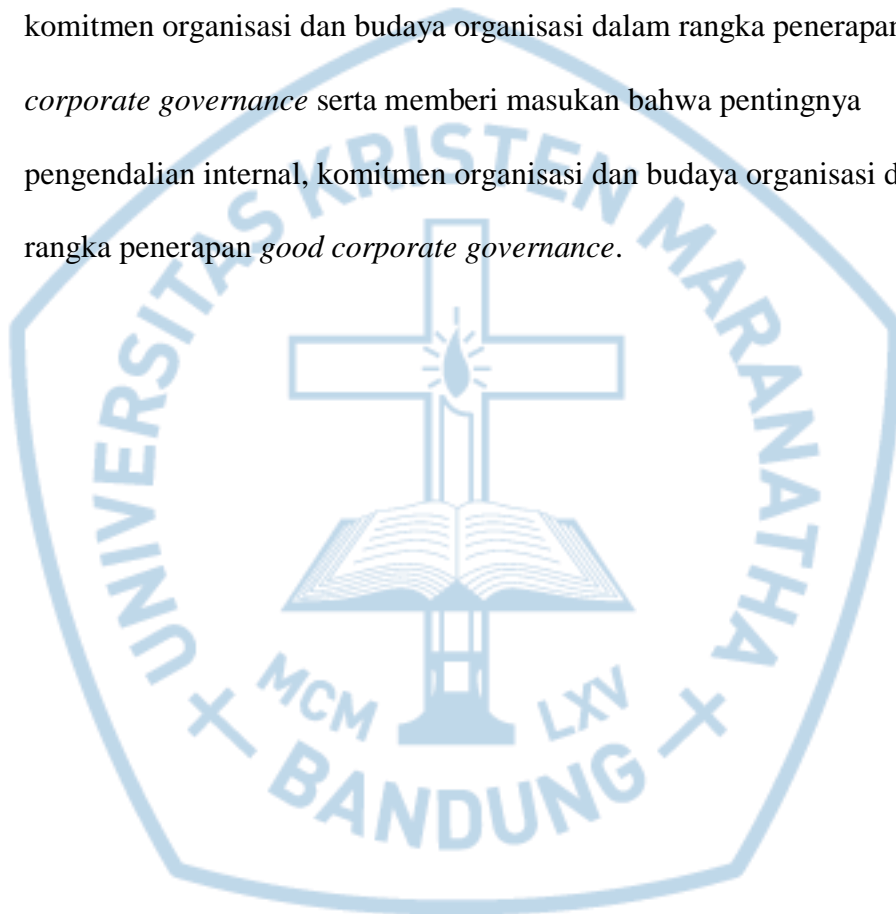 komitmen organisasi dan budaya organisasi dalam rangka penerapan
corporate governance serta memberi masukan bahwa pentingnya
pengendalian internal, komitmen organisasi dan budaya organisasi d
rangka penerapan good corporate governance.
UNIVERSITAS KRISTEN MARANATHA
MCM LXV
BANDUNG